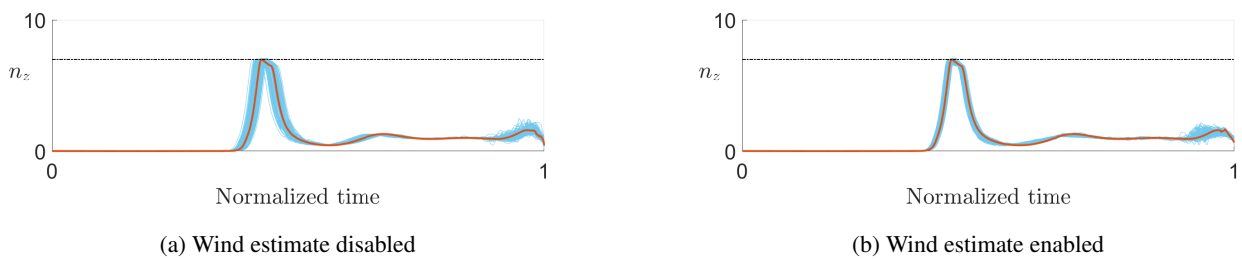 10
n_z
0
0 1
Normalized time
(a) Wind estimate disabled
10
n_z
0
0 1
Normalized time
(b) Wind estimate enabled